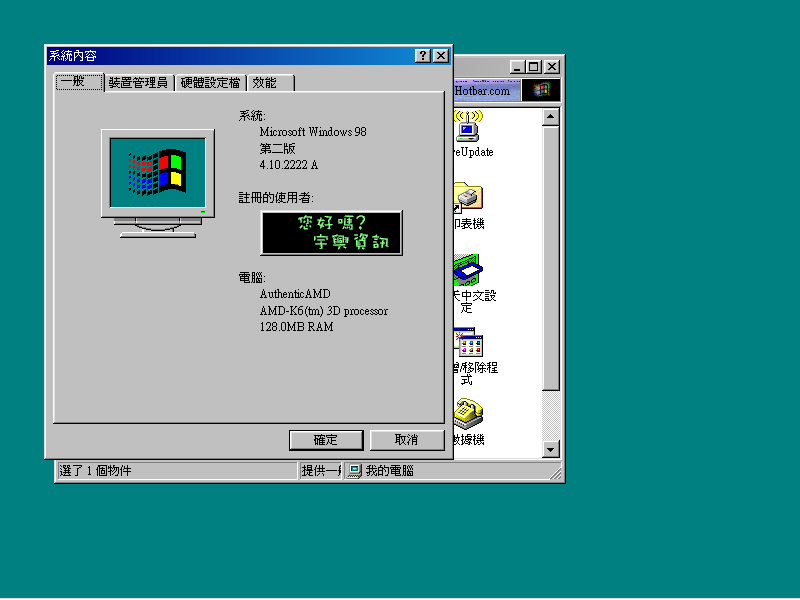 系統內容
一般 裝置管理員 硬體設定檔 效能
系統:
Microsoft Windows 98
第二版
4.10.2222 A
註冊的使用者:
您好嗎?
宇興資訊
電腦:
AuthenticAMD
AMD-K6(tm) 3D processor
128.0MB RAM
確定 取消
Hotbar.com
veUpdate
印表機
天中文設
定
增/移除程
式
數據機
選了 1 個物件
提供一
我的電腦